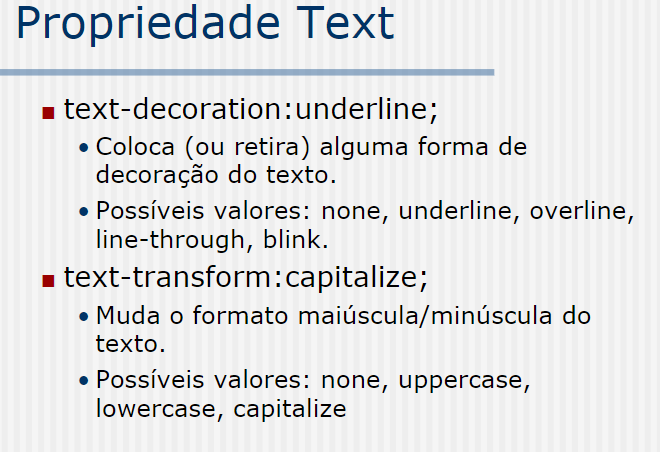 Propriedade Text
text-decoration:underline;
Coloca (ou retira) alguma forma de
decoração do texto.
Possíveis valores: none, underline, overline,
line-through, blink.
text-transform:capitalize;
Muda o formato maiúscula/minúscula do
texto.
Possíveis valores: none, uppercase,
lowercase, capitalize